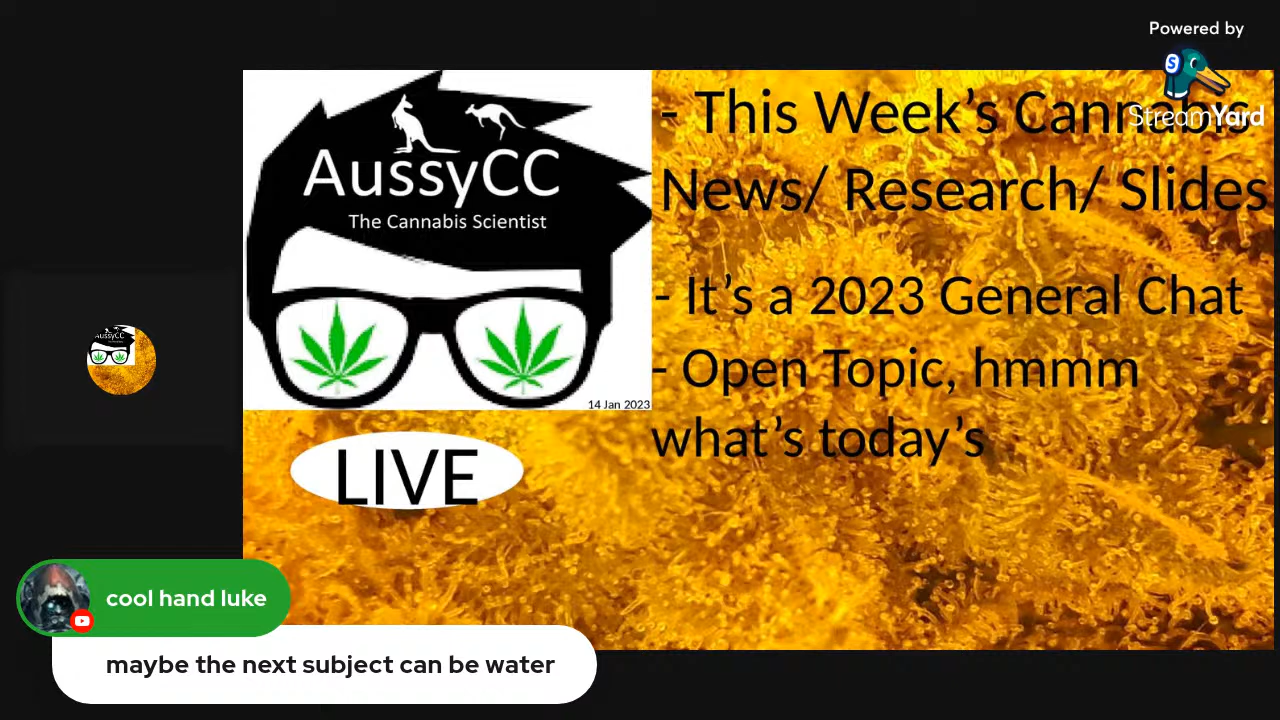 Powered by
StreamYard
- This Week's Cannabis
News/ Research/ Slides
AussyCC
The Cannabis Scientist
- It's a 2023 General Chat
- Open Topic, hmmm
what's today's
14 Jan 2023
LIVE
AussyCC
cool hand luke
maybe the next subject can be water